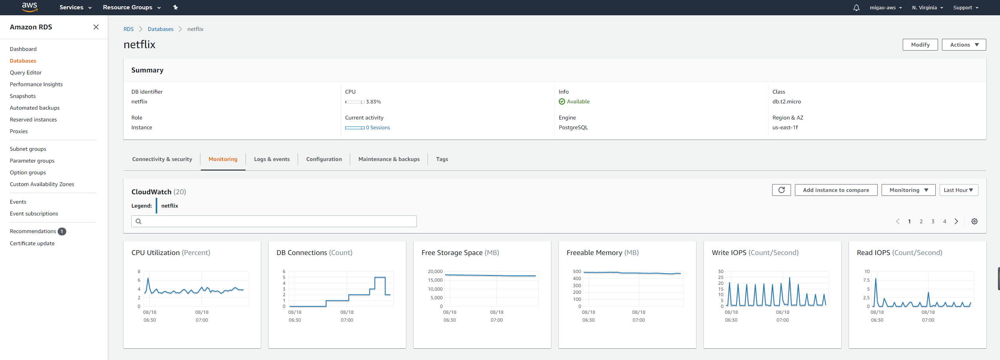 aws Services Resource Groups migao-aws N. Virginia Support
Amazon RDS
Dashboard
Databases
Query Editor
Performance Insights
Snapshots
Automated backups
Reserved instances
Proxies
Subnet groups
Parameter groups
Option groups
Custom Availability Zones
Events
Event subscriptions
Recommendations 1
Certificate update
RDS Databases netflix
netflix
Modify Actions
Summary
DB identifier
netflix
Role
Instance
CPU
3.83%
Current activity
0 Sessions
Info
Available
Engine
PostgreSQL
Class
db.t2.micro
Region & AZ
us-east-1f
Connectivity & security Monitoring Logs & events Configuration Maintenance & backups Tags
CloudWatch (20)
Add instance to compare Monitoring Last Hour
Legend: netflix
1 2 3 4
CPU Utilization (Percent)
8
6
4
2
0
08/18 08/18
06:30 07:00
DB Connections (Count)
6
5
4
3
2
1
0
08/18 08/18
06:30 07:00
Free Storage Space (MB)
20,000
15,000
10,000
5,000
0
08/18 08/18
06:30 07:00
Freeable Memory (MB)
500
400
300
200
100
0
08/18 08/18
06:30 07:00
Write IOPS (Count/Second)
30
25
20
15
10
5
0
08/18 08/18
06:30 07:00
Read IOPS (Count/Second)
10
7.5
5
2.5
0
08/18 08/18
06:30 07:00